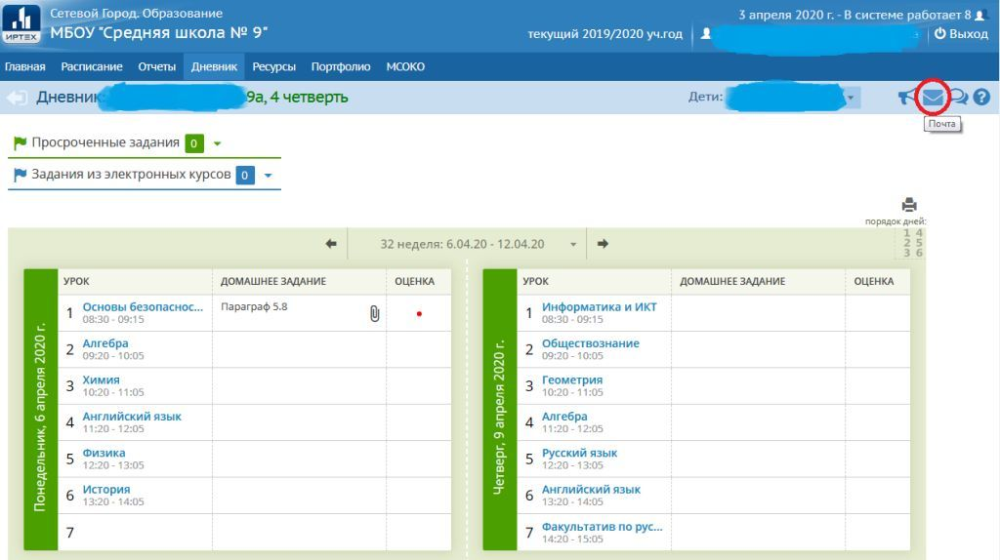 Сетевой Город. Образование
3 апреля 2020 г. - В системе работает 8
ИРТЕХ
МБОУ "Средняя школа № 9"
текущий 2019/2020 уч.год
Выход
Главная Расписание Отчеты Дневник Ресурсы Портфолио МСОКО
Дневник: 9а, 4 четверть
Дети:
Почта
Просроченные задания 0
Задания из электронных курсов 0
порядок дней:
1 4
2 5
3 6
32 неделя: 6.04.20 - 12.04.20
Понедельник, 6 апреля 2020 г.
УРОК ДОМАШНЕЕ ЗАДАНИЕ ОЦЕНКА
1 Основы безопаснос... Параграф 5.8
08:30 - 09:15
2 Алгебра
09:20 - 10:05
3 Химия
10:20 - 11:05
4 Английский язык
11:20 - 12:05
5 Физика
12:20 - 13:05
6 История
13:20 - 14:05
7
Четверг, 9 апреля 2020 г.
УРОК ДОМАШНЕЕ ЗАДАНИЕ ОЦЕНКА
1 Информатика и ИКТ
08:30 - 09:15
2 Обществознание
09:20 - 10:05
3 Геометрия
10:20 - 11:05
4 Алгебра
11:20 - 12:05
5 Русский язык
12:20 - 13:05
6 Английский язык
13:20 - 14:05
7 Факультатив по рус...
14:20 - 15:05